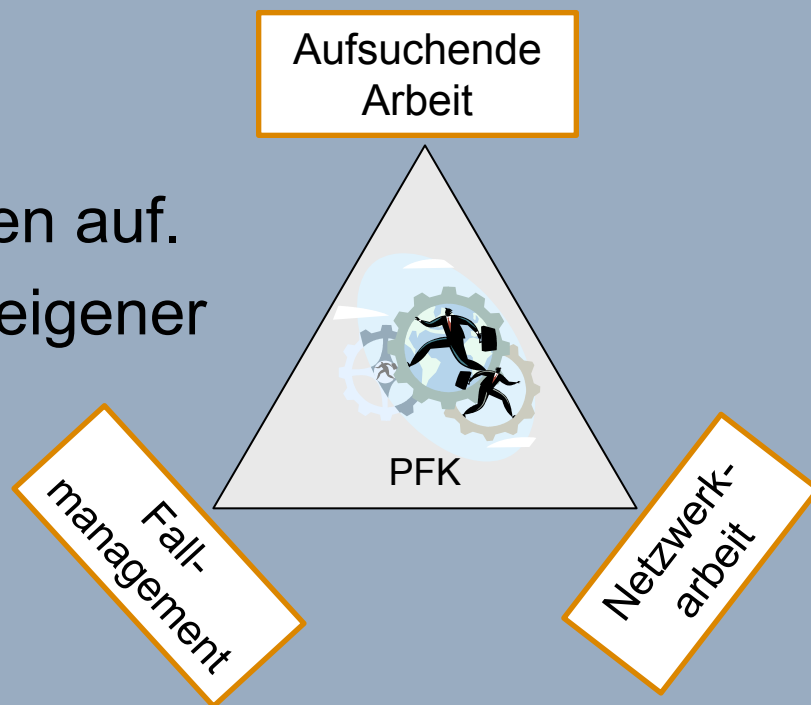 Aufsuchende
Arbeit
en auf.
eigener
PFK
Fall-
management
Netzwerk-
arbeit